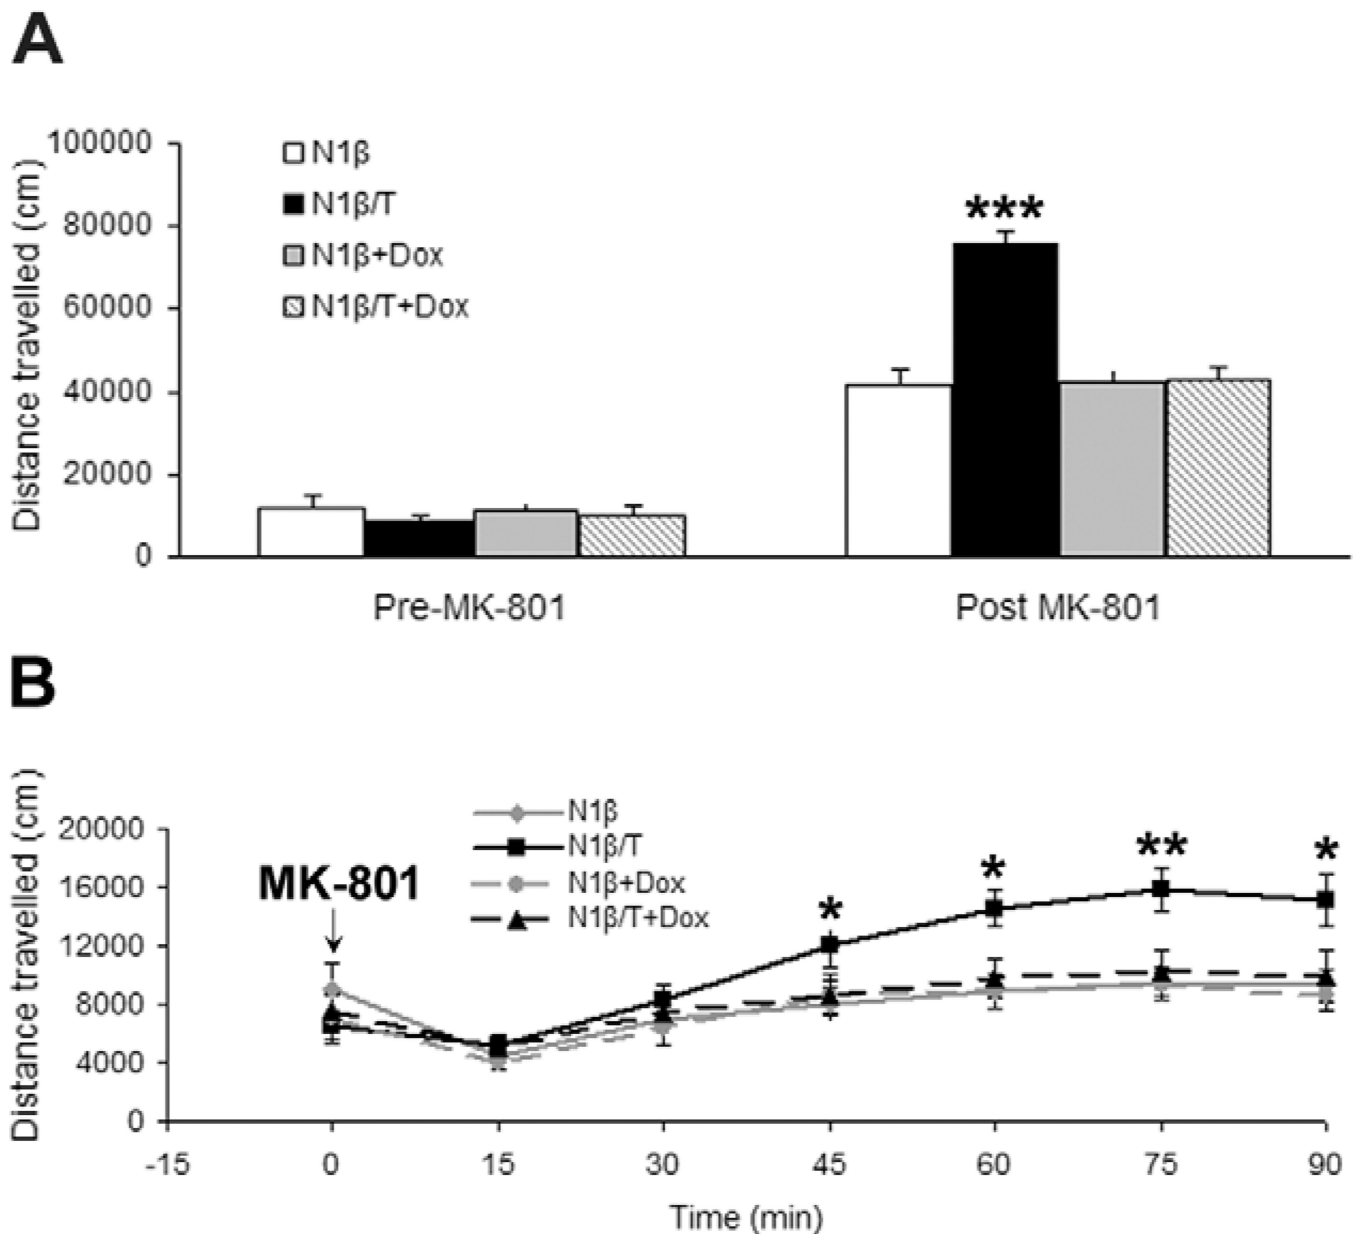 A
Distance travelled (cm)
100000
80000
60000
40000
20000
0
N1β
N1β/T
N1β+Dox
N1β/T+Dox
***
Pre-MK-801
Post MK-801
B
Distance travelled (cm)
20000
16000
12000
8000
4000
0
MK-801
N1β
N1β/T
N1β+Dox
N1β/T+Dox
*
*
**
*
-15
0
15
30
45
60
75
90
Time (min)